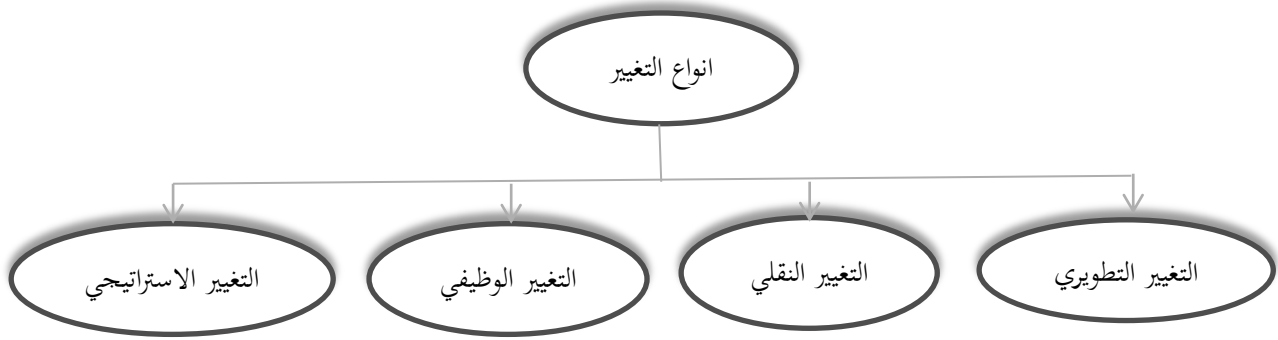 انواع التغيير
التغيير التطويري
التغيير النقلي
التغيير الوظيفي
التغيير الاستراتيجي